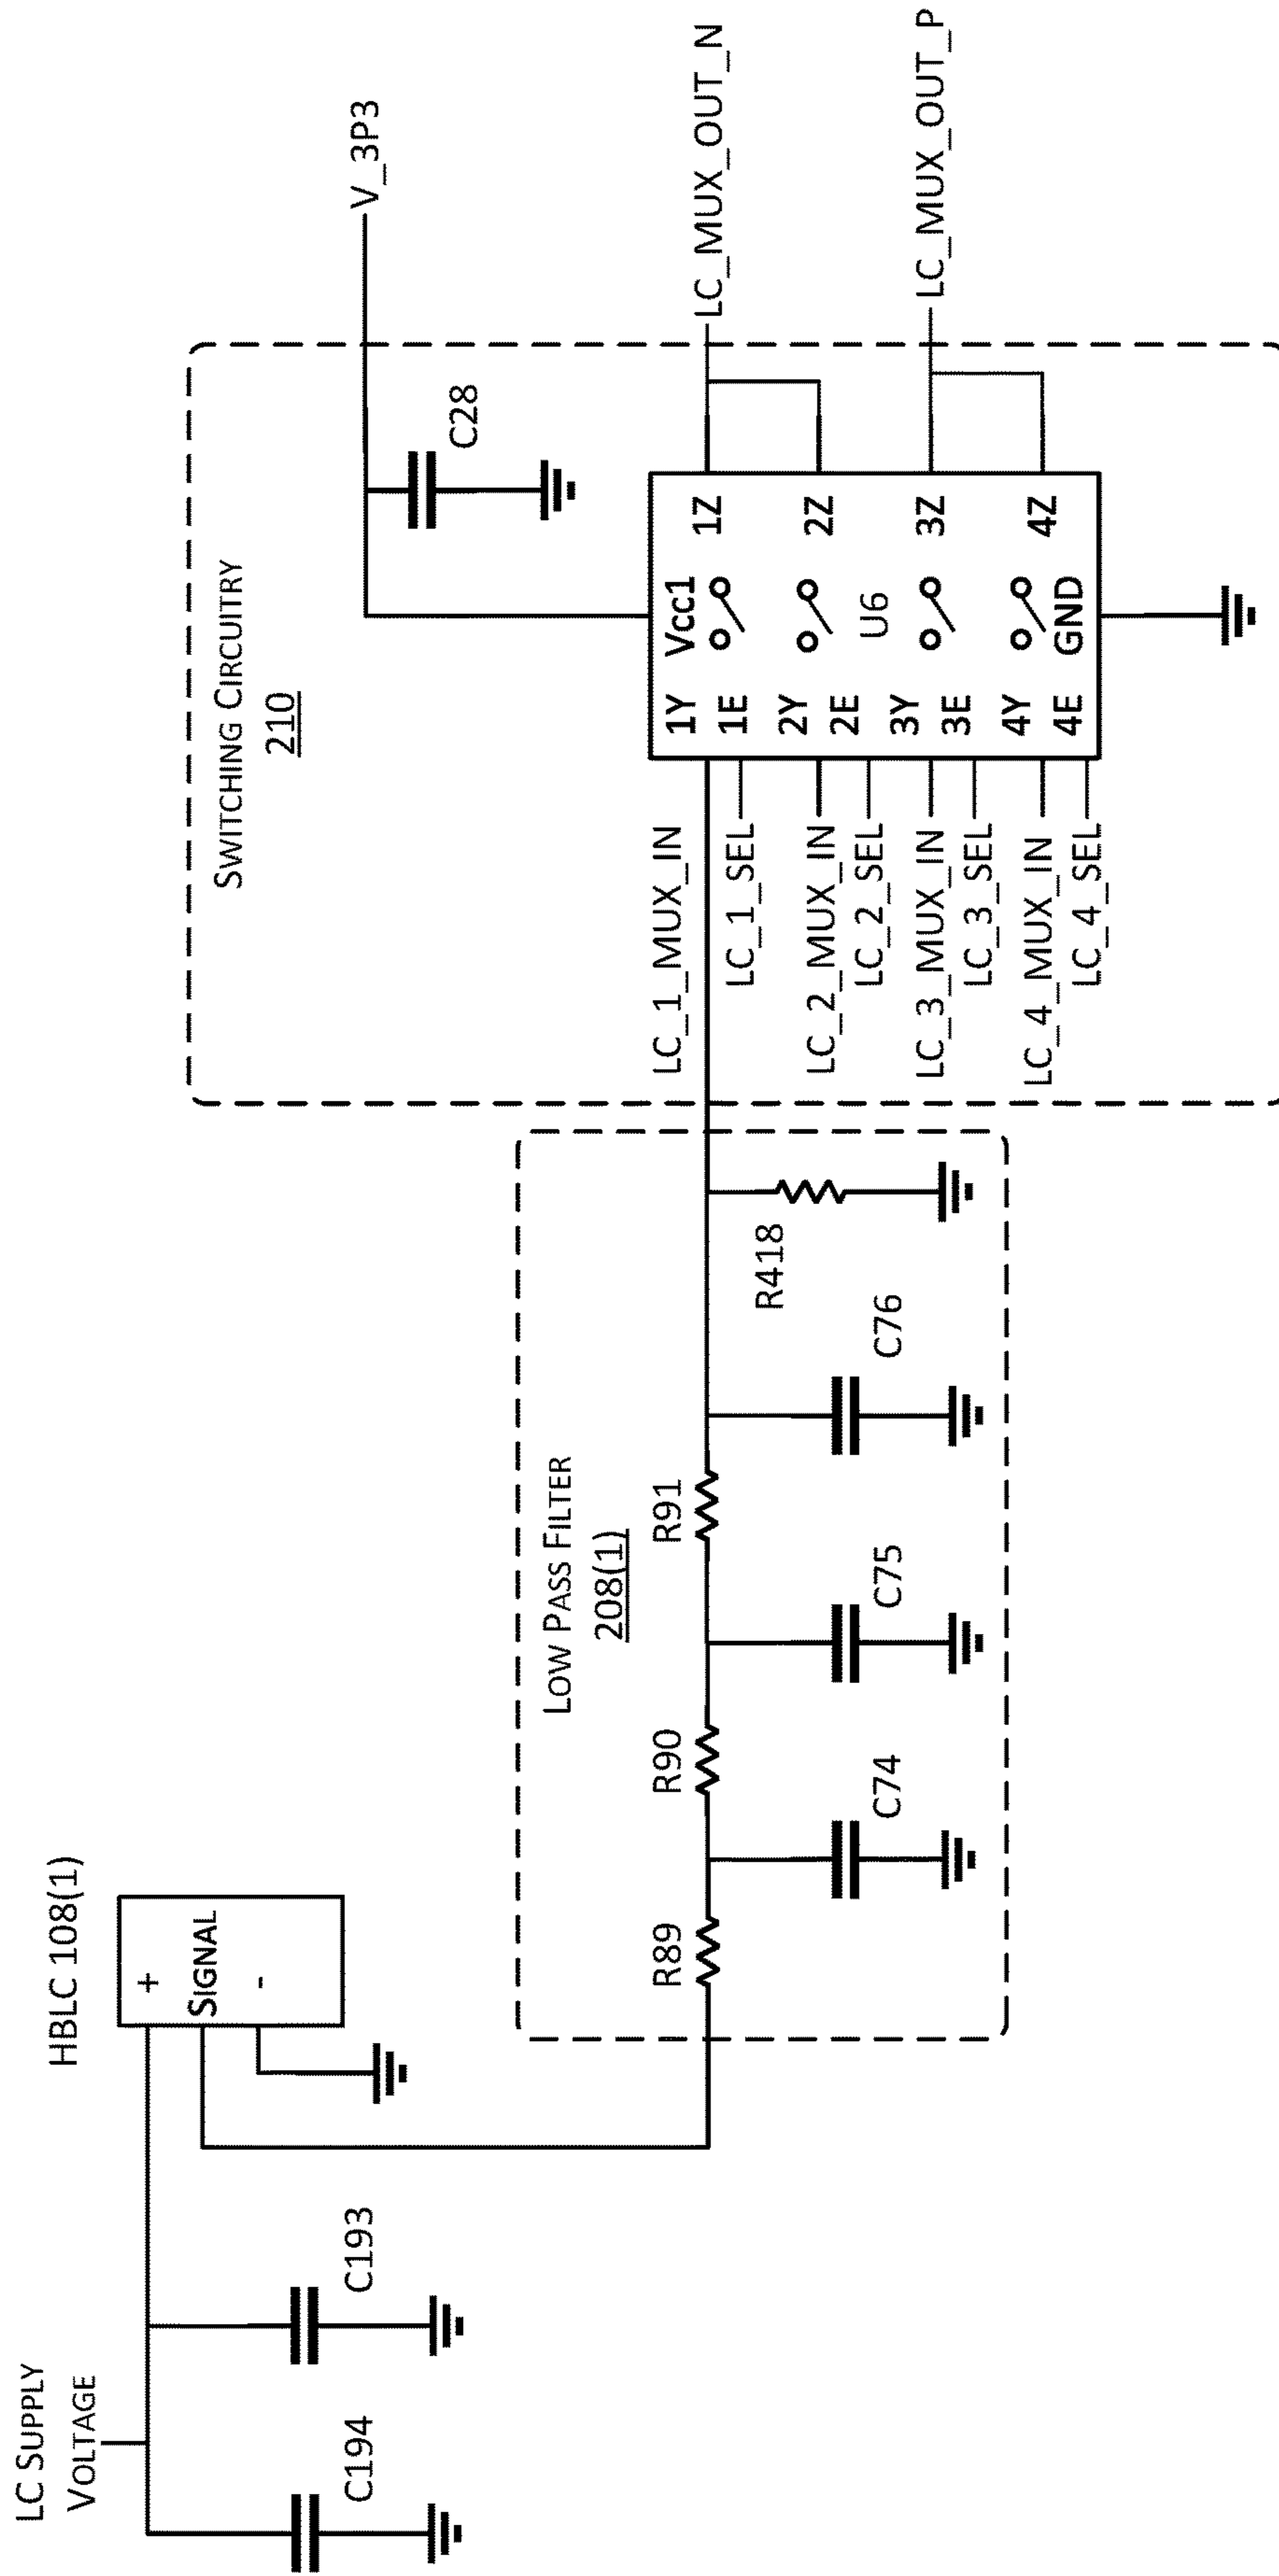 LC SUPPLY
VOLTAGE
C194
C193
HBLC 108(1)
+
SIGNAL
-
LOW PASS FILTER
208(1)
R89
C74
R90
C75
R91
C76
R418
SWITCHING CIRCUITRY
210
LC_1_MUX_IN
LC_1_SEL
LC_2_MUX_IN
LC_2_SEL
LC_3_MUX_IN
LC_3_SEL
LC_4_MUX_IN
LC_4_SEL
1Y
1E
2Y
2E
3Y
3E
4Y
4E
Vcc1
U6
GND
1Z
2Z
3Z
4Z
C28
V_3P3
LC_MUX_OUT_N
LC_MUX_OUT_P